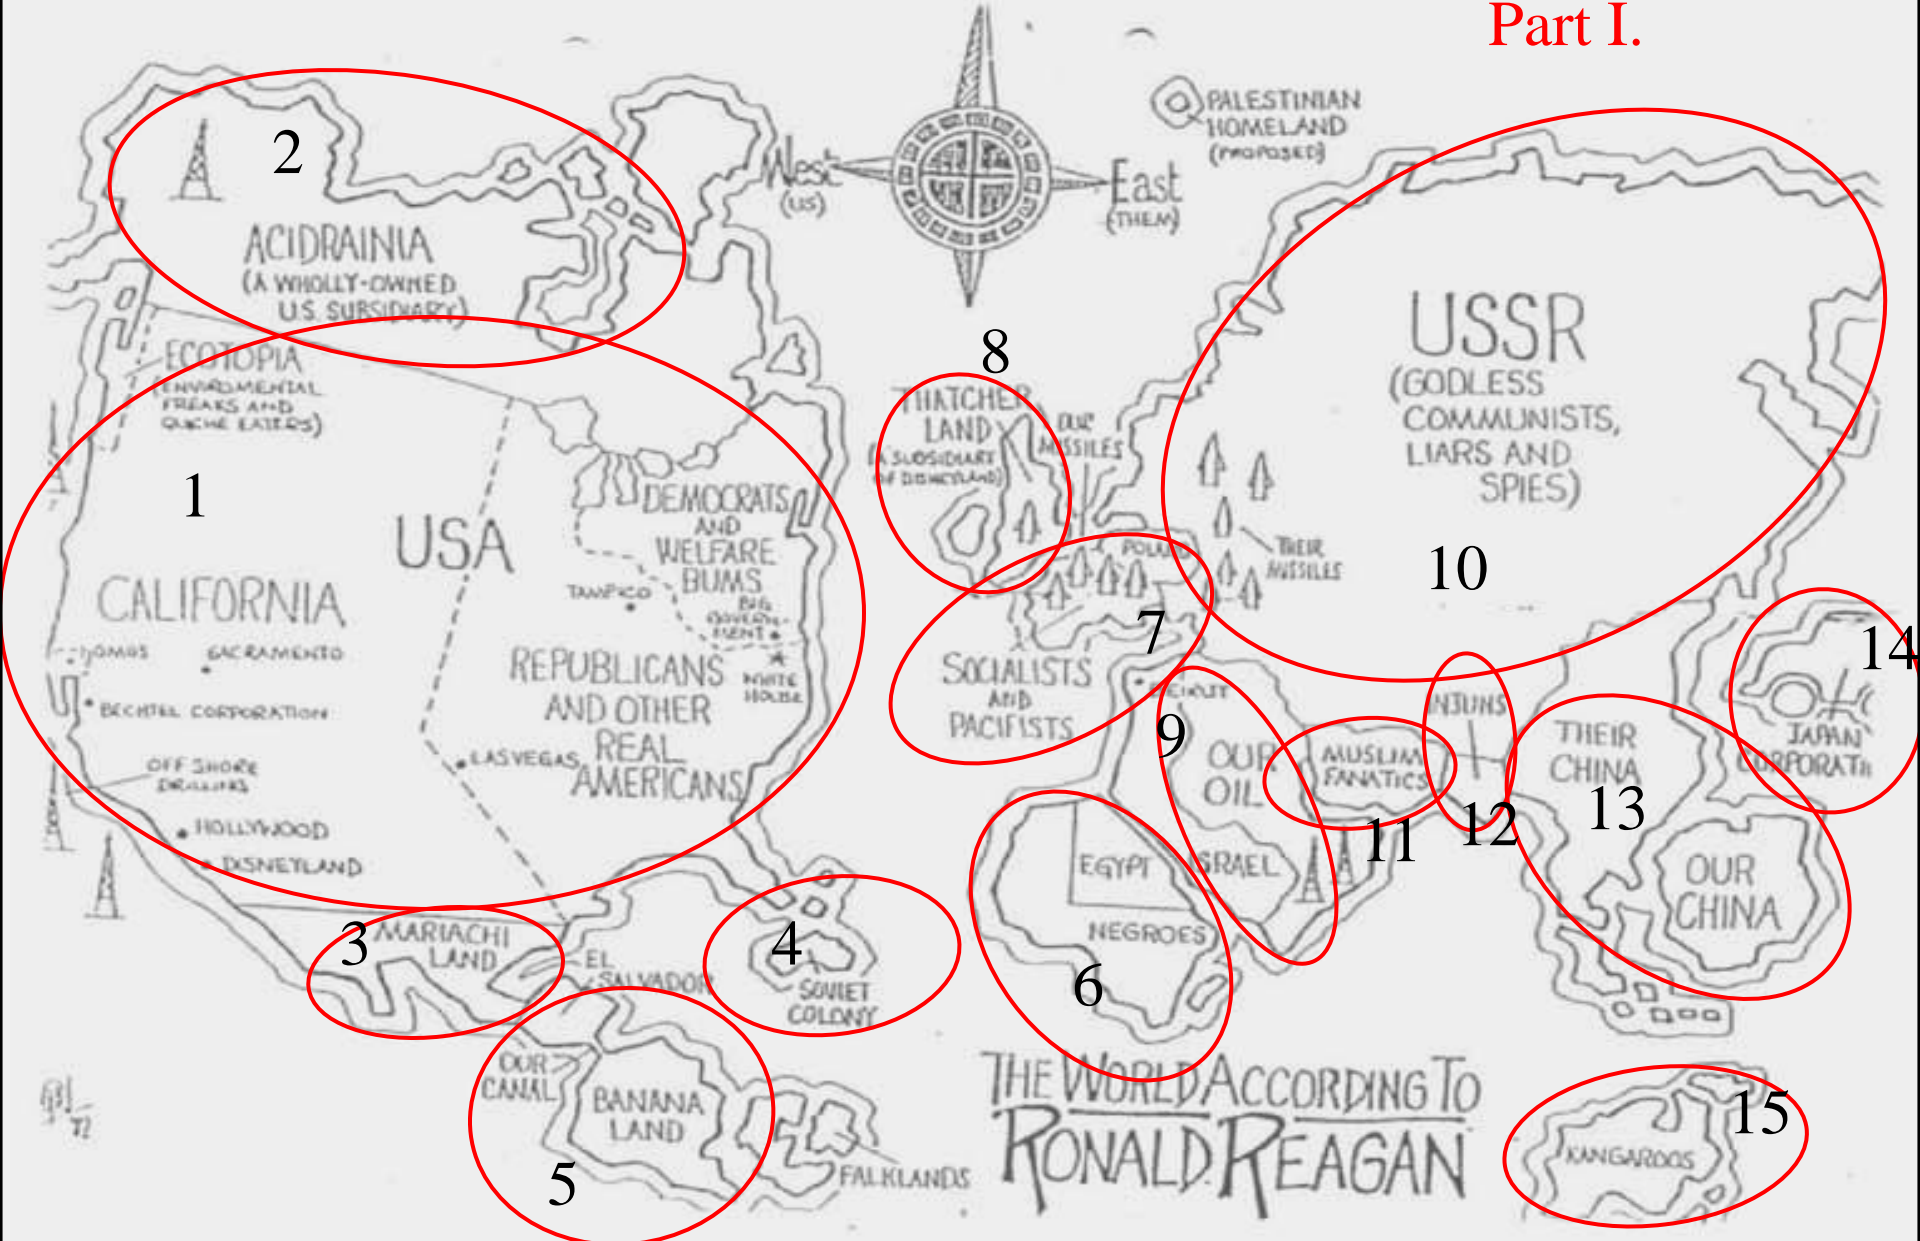 Part I.
PALESTINIAN
HOMELAND
(PROPOSED)
2
West
(US)
East
(THEM)
ACIDRAINIA
(A WHOLLY-OWNED
U.S. SUBSIDIARY)
USSR
(GODLESS
COMMUNISTS,
LIARS AND
SPIES)
10
8
THATCHER
LAND
(A SUBSIDIARY
OF DISNEYLAND)
OUR
MISSILES
THEIR
MISSILES
ECOTOPIA
(ENVIROMENTAL
FREAKS AND
QUICHE EATERS)
1
USA
CALIFORNIA
DEMOCRATS
AND
WELFARE
BUMS
TAMPICO
BIG
GOVERN-
MENT
WHITE
HOUSE
SACRAMENTO
BECHTEL CORPORATION
REPUBLICANS
AND OTHER
REAL
AMERICANS
LAS VEGAS
OFF SHORE
DRILLING
HOLLYWOOD
DISNEYLAND
POLAND
7
SOCIALISTS
AND
PACIFISTS
BEIRUT
9
OUR
OIL
MUSLIM
FANATICS
11
INJUNS
12
THEIR
CHINA
13
14
JAPAN
CORPORATI
OUR
CHINA
ISRAEL
EGYPT
NEGROES
6
3
MARIACHI
LAND
EL
SALVADOR
4
SOVIET
COLONY
OUR
CANAL
BANANA
LAND
5
FALKLANDS
THE WORLD ACCORDING TO
RONALD REAGAN
15
KANGAROOS